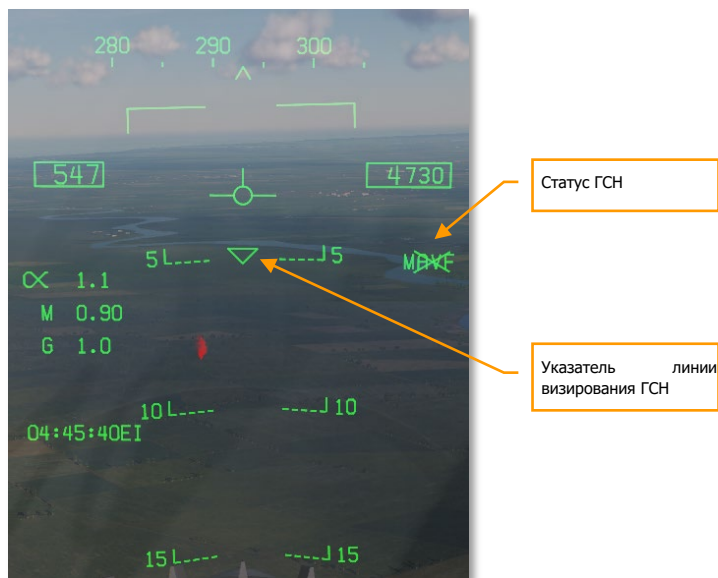 280 290 300
547 4730
Статус ГСН
5 5
MAVF
α 1.1
M 0.90
G 1.0
Указатель линии
визирования ГСН
10 10
04:45:40EI
15 15